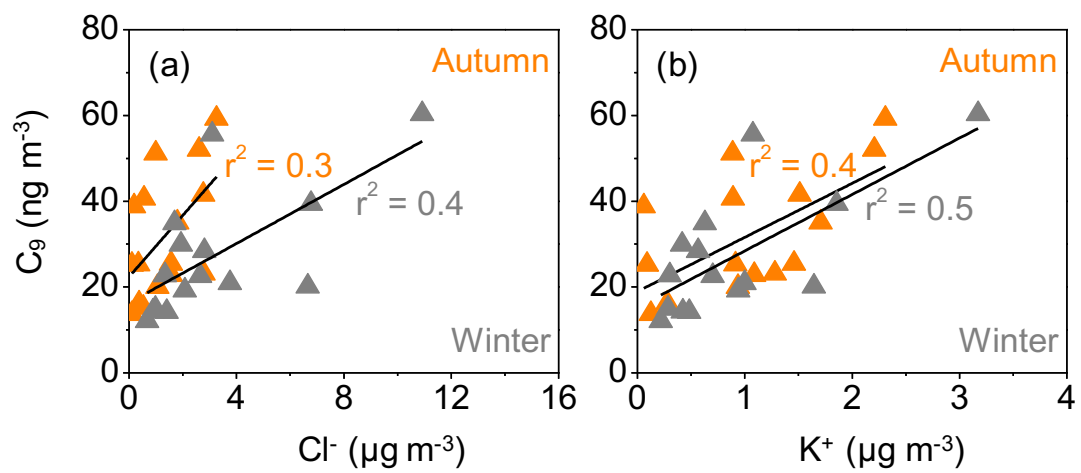 (a)
Autumn
r² = 0.3
r² = 0.4
Winter
C₉ (ng m⁻³)
80
60
40
20
0
0 4 8 12 16
Cl⁻ (µg m⁻³)
(b)
Autumn
r² = 0.4
r² = 0.5
Winter
80
60
40
20
0
0 1 2 3 4
K⁺ (µg m⁻³)